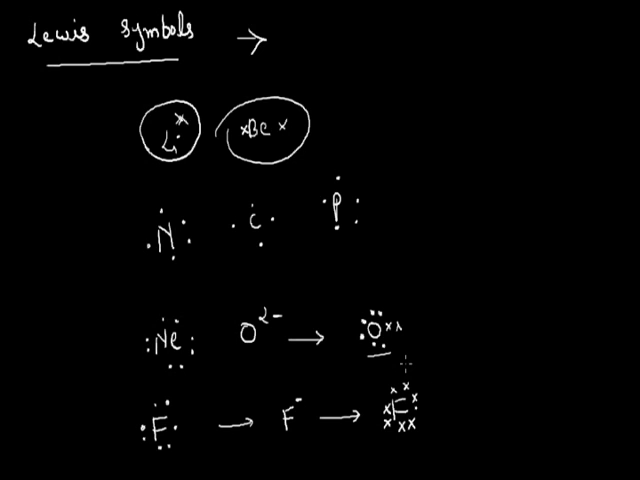 Lewis symbols →
Li ×Be×
N C P
Ne O²⁻ → O
F → F⁻ → F